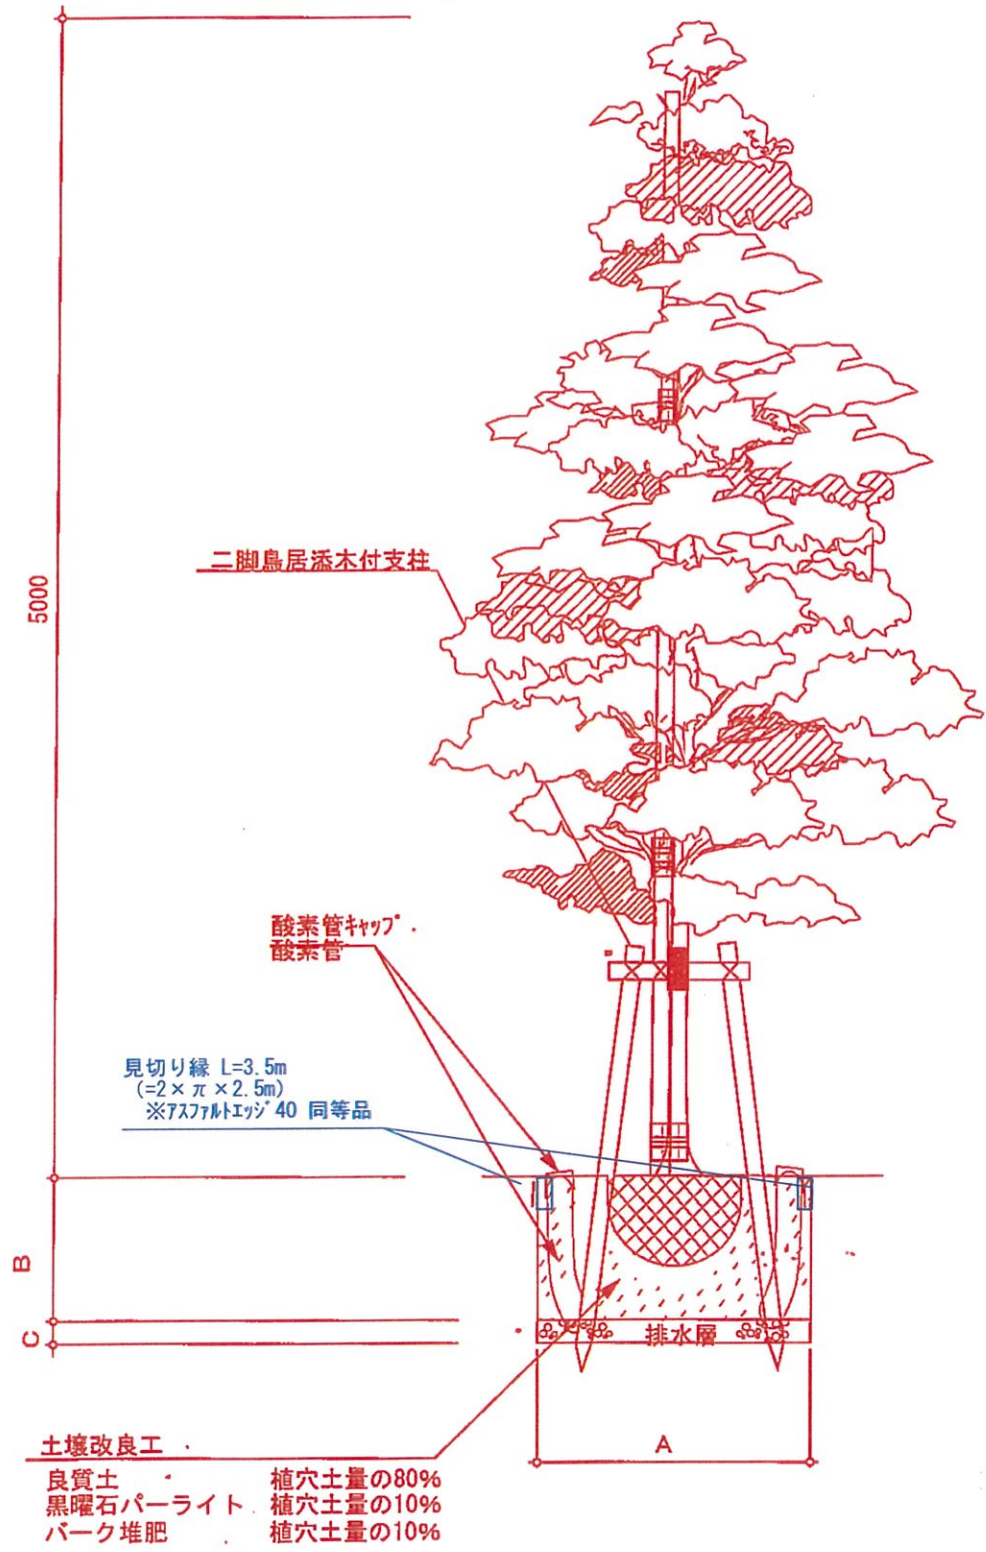 5000
二脚鳥居添木付支柱
酸素管キャップ
酸素管
見切り縁 L=3.5m
(=2×π×2.5m)
※アスファルトエッジ40 同等品
B
C
排水層
A
土壌改良工
良質土 植穴土量の80%
黒曜石パーライト 植穴土量の10%
バーク堆肥 植穴土量の10%